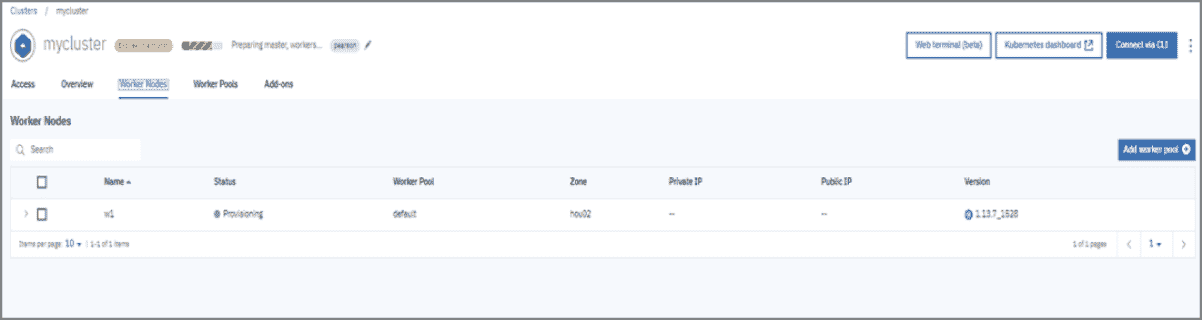 Clusters / mycluster
mycluster Preparing master, workers... pearson Web terminal (beta) Kubernetes dashboard Connect via CLI
Access Overview Worker Nodes Worker Pools Add-ons
Worker Nodes
Search
Add worker pool
Name Status Worker Pool Zone Private IP Public IP Version
w1 Provisioning default hou02 -- -- 1.13.7_1528
Items per page: 10 | 1-1 of 1 items 1 of 1 pages 1